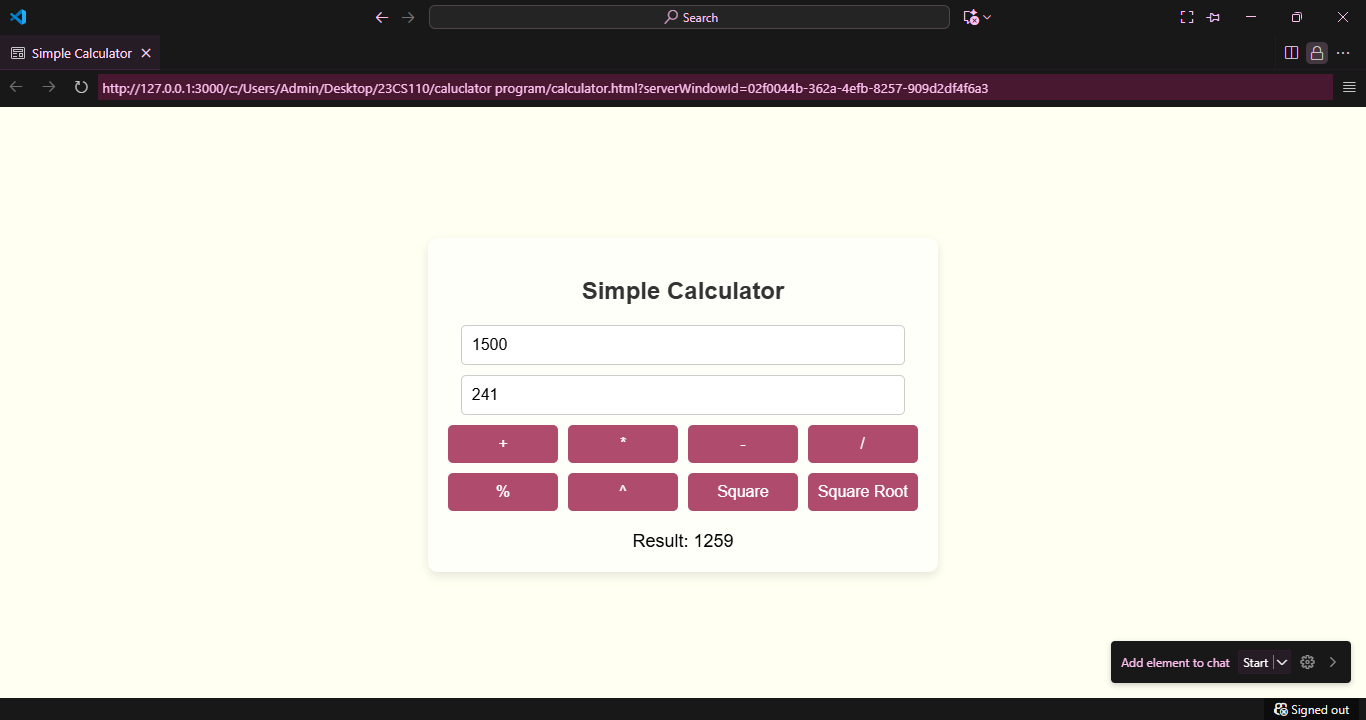 Search
Simple Calculator
http://127.0.0.1:3000/c:/Users/Admin/Desktop/23CS110/caluclator program/calculator.html?serverWindowId=02f0044b-362a-4efb-8257-909d2df4f6a3
Simple Calculator
1500
241
+ * - /
% ^ Square Square Root
Result: 1259
Add element to chat Start
Signed out